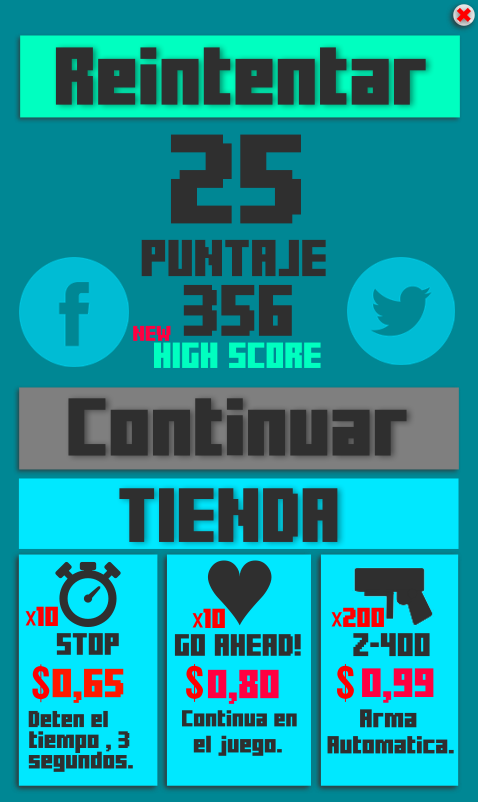 Reintentar
25
PUNTAJE
356
NEW
HIGH SCORE
Continuar
TIENDA
x10
STOP
$0,65
Deten el
tiempo , 3
segundos.
x10
GO AHEAD!
$0,80
Continua en
el juego.
x200
Z-400
$0,99
Arma
Automatica.